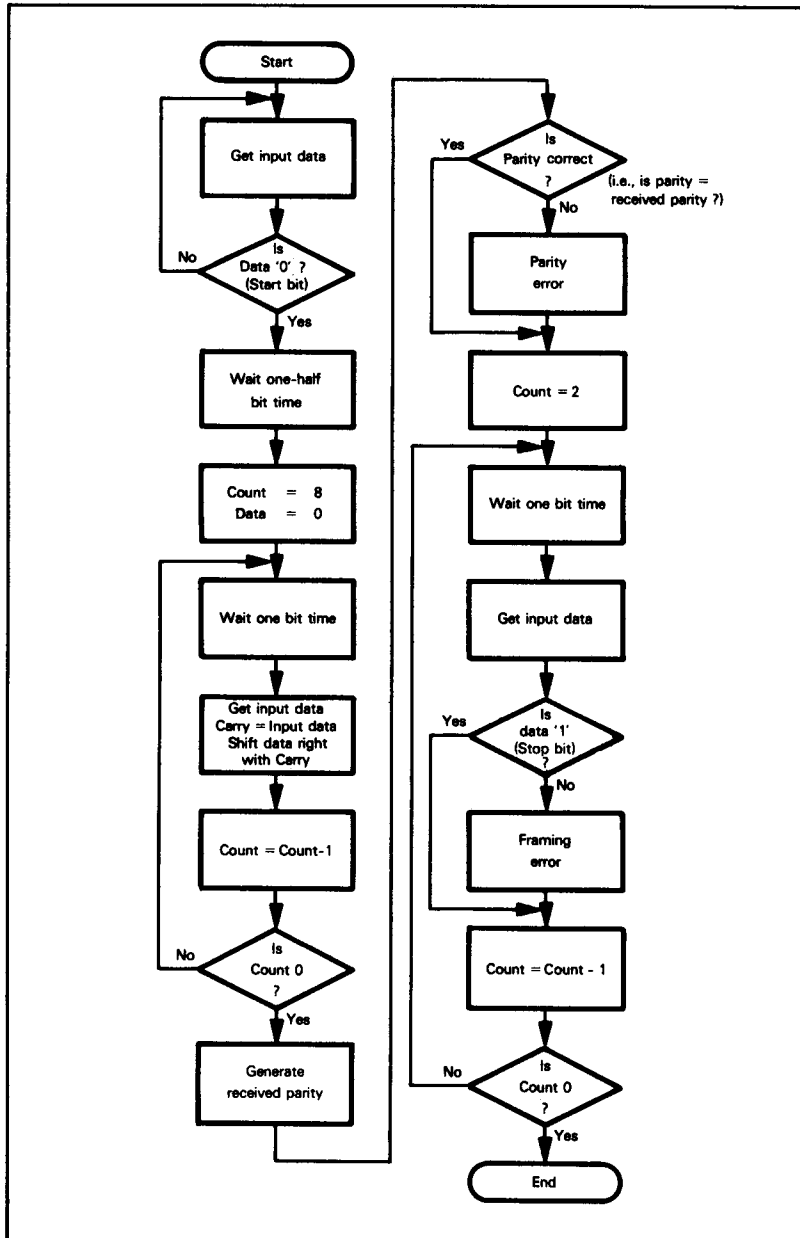 Start
Get input data
Is
Data '0' ?
(Start bit)
No
Yes
Wait one-half
bit time
Count = 8
Data = 0
Wait one bit time
Get input data
Carry = Input data
Shift data right
with Carry
Count = Count-1
Is
Count 0
?
No
Yes
Generate
received parity
Is
Parity correct
?
Yes
(i.e., is parity =
received parity ?)
No
Parity
error
Count = 2
Wait one bit time
Get input data
Is
data '1'
(Stop bit)
?
Yes
No
Framing
error
Count = Count - 1
Is
Count 0
?
No
Yes
End